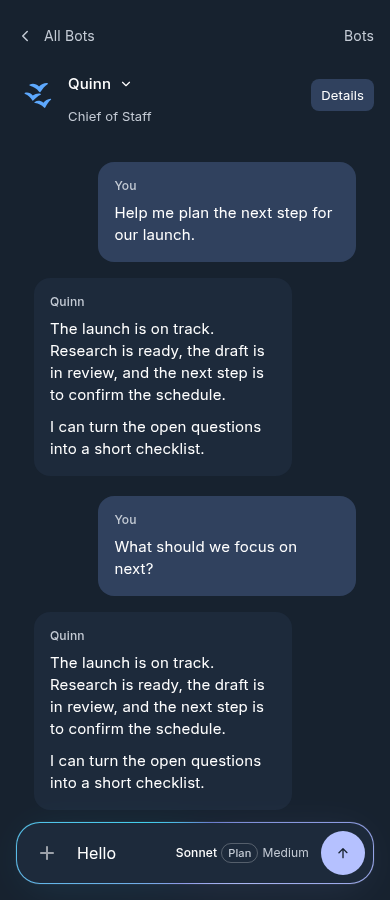 All Bots
Bots
Quinn
Chief of Staff
Details
You
Help me plan the next step for
our launch.
Quinn
The launch is on track.
Research is ready, the draft is
in review, and the next step is
to confirm the schedule.
I can turn the open questions
into a short checklist.
You
What should we focus on
next?
Quinn
The launch is on track.
Research is ready, the draft is
in review, and the next step is
to confirm the schedule.
I can turn the open questions
into a short checklist.
Hello
Sonnet Plan Medium